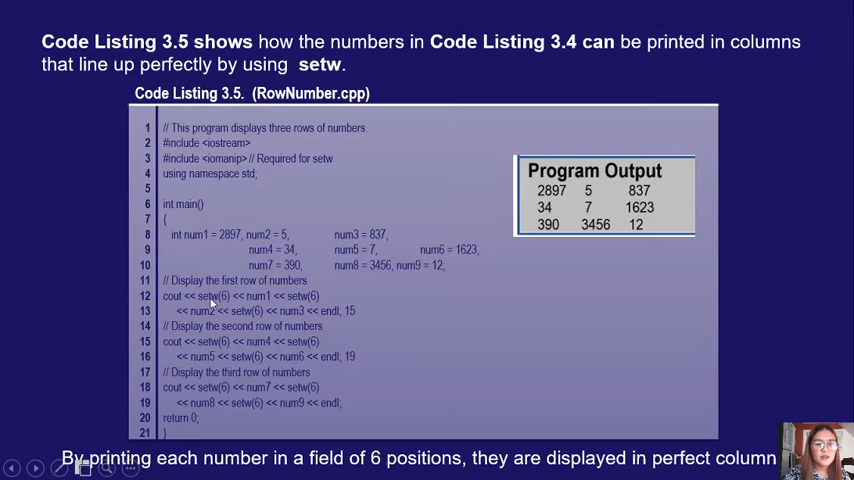 Code Listing 3.5 shows how the numbers in Code Listing 3.4 can be printed in columns
that line up perfectly by using setw.
Code Listing 3.5. (RowNumber.cpp)
1 // This program displays three rows of numbers.
2 #include <iostream>
3 #include <iomanip> // Required for setw
4 using namespace std;
5
6 int main()
7 {
8 int num1 = 2897, num2 = 5, num3 = 837,
9 num4 = 34, num5 = 7, num6 = 1623,
10 num7 = 390, num8 = 3456, num9 = 12;
11 // Display the first row of numbers
12 cout << setw(6) << num1 << setw(6)
13 << num2 << setw(6) << num3 << endl; 15
14 // Display the second row of numbers
15 cout << setw(6) << num4 << setw(6)
16 << num5 << setw(6) << num6 << endl; 19
17 // Display the third row of numbers
18 cout << setw(6) << num7 << setw(6)
19 << num8 << setw(6) << num9 << endl;
20 return 0;
21 }
Program Output
2897 5 837
34 7 1623
390 3456 12
By printing each number in a field of 6 positions, they are displayed in perfect column